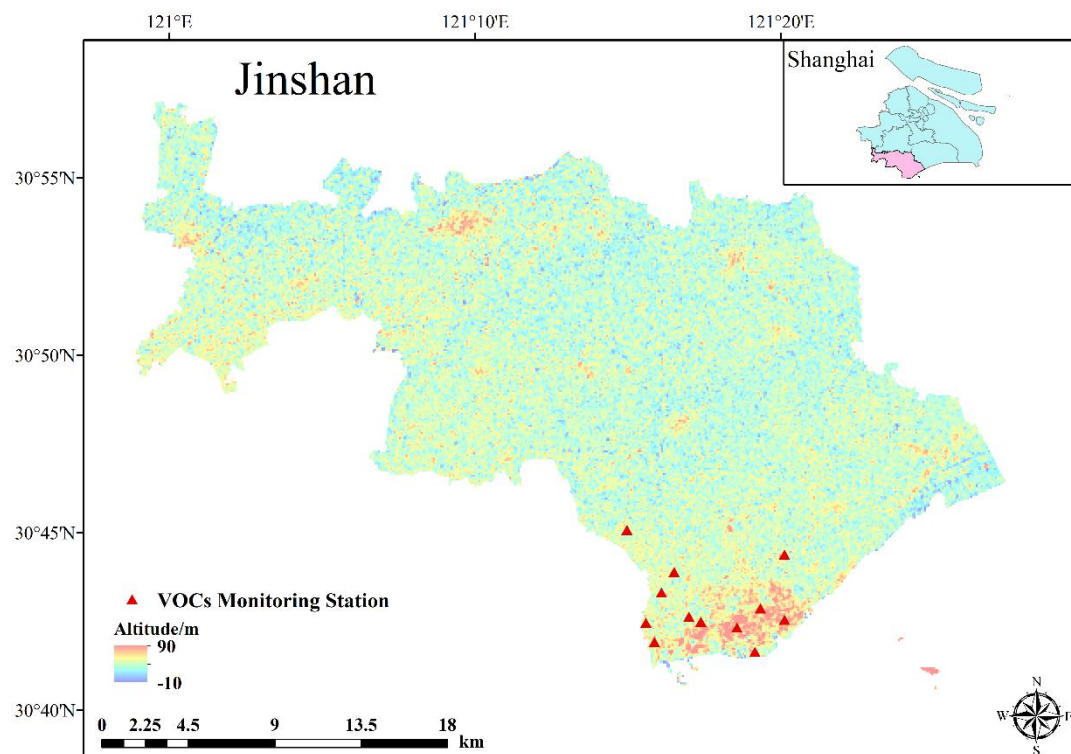 121°E 121°10'E 121°20'E
Jinshan
Shanghai
30°55'N
30°50'N
30°45'N
30°40'N
VOCs Monitoring Station
Altitude/m
90
-10
0 2.25 4.5 9 13.5 18
km
N
W E
S